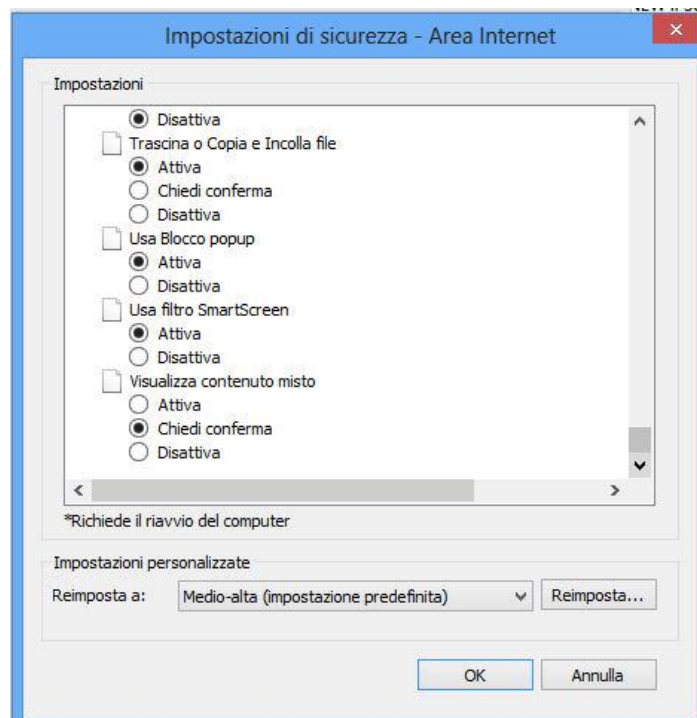 Impostazioni di sicurezza - Area Internet
Impostazioni
Disattiva
Trascina o Copia e Incolla file
Attiva
Chiedi conferma
Disattiva
Usa Blocco popup
Attiva
Disattiva
Usa filtro SmartScreen
Attiva
Disattiva
Visualizza contenuto misto
Attiva
Chiedi conferma
Disattiva
*Richiede il riavvio del computer
Impostazioni personalizzate
Reimposta a: Medio-alta (impostazione predefinita) Reimposta...
OK Annulla